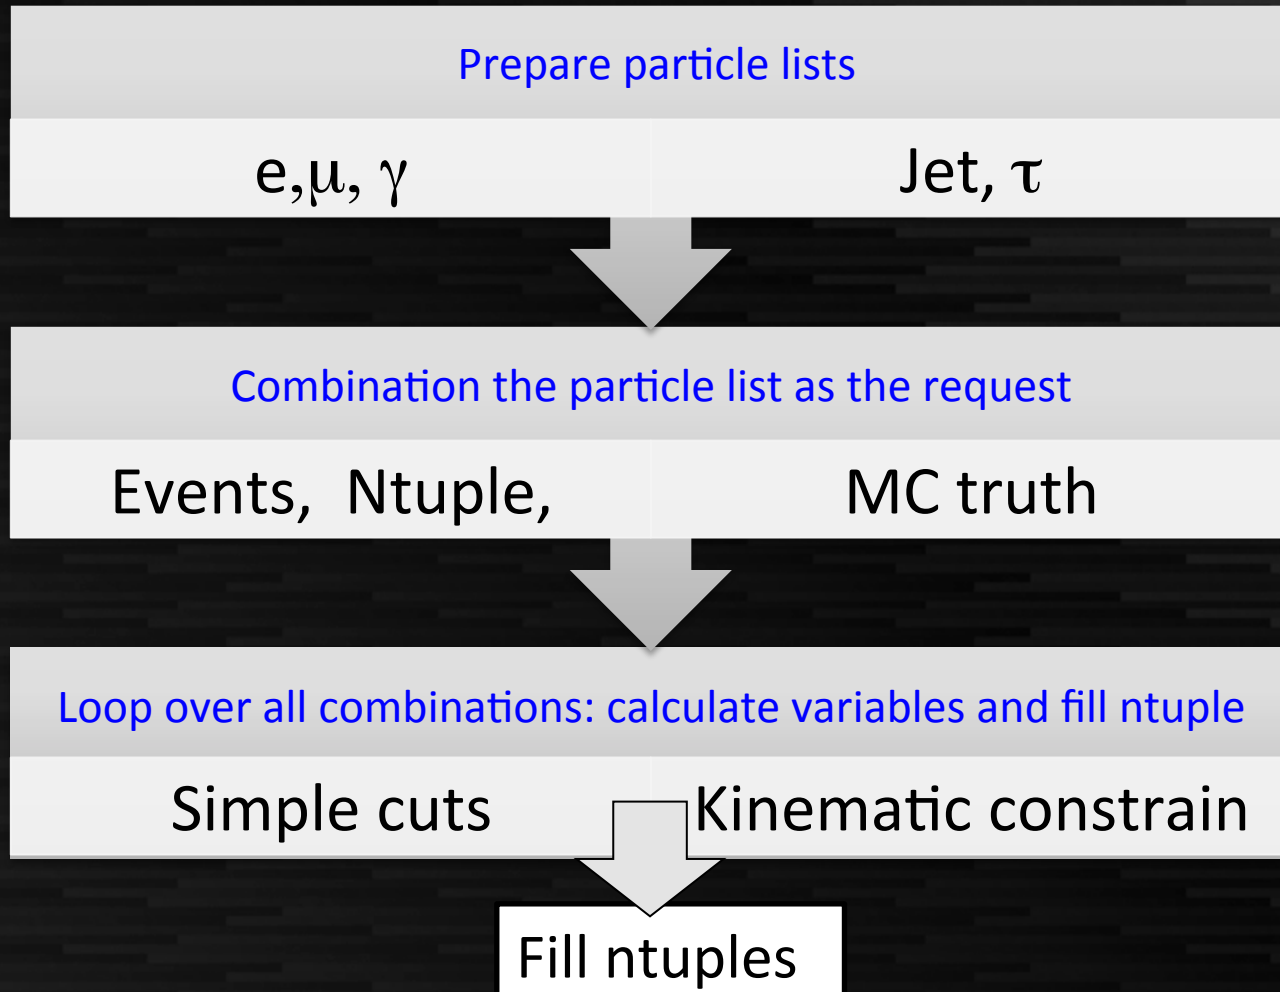 Prepare particle lists
e,μ, γ
Jet, τ
Combination the particle list as the request
Events, Ntuple,
MC truth
Loop over all combinations: calculate variables and fill ntuple
Simple cuts
Kinematic constrain
Fill ntuples